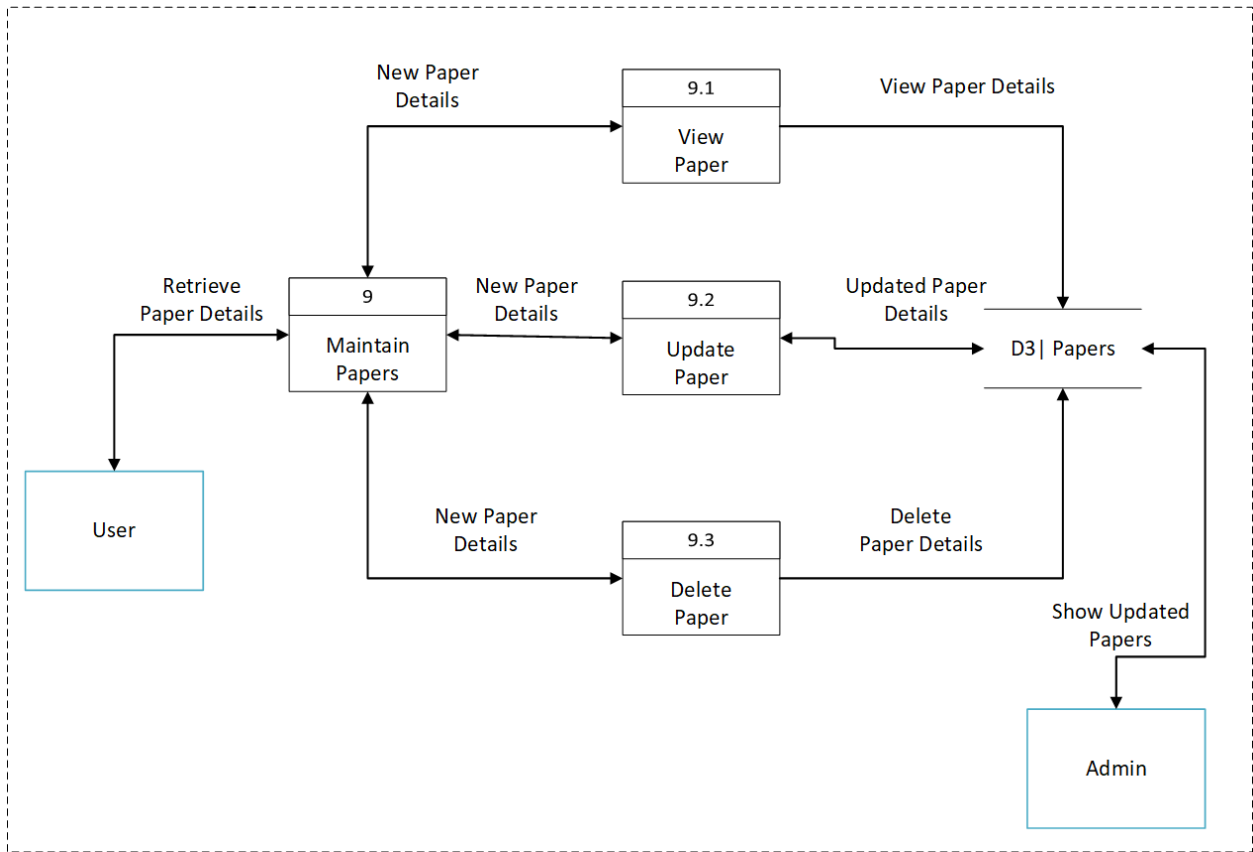 New Paper
Details
9.1
View
Paper
View Paper Details
Retrieve
Paper Details
9
Maintain
Papers
New Paper
Details
9.2
Update
Paper
Updated Paper
Details
D3| Papers
User
New Paper
Details
9.3
Delete
Paper
Delete
Paper Details
Show Updated
Papers
Admin